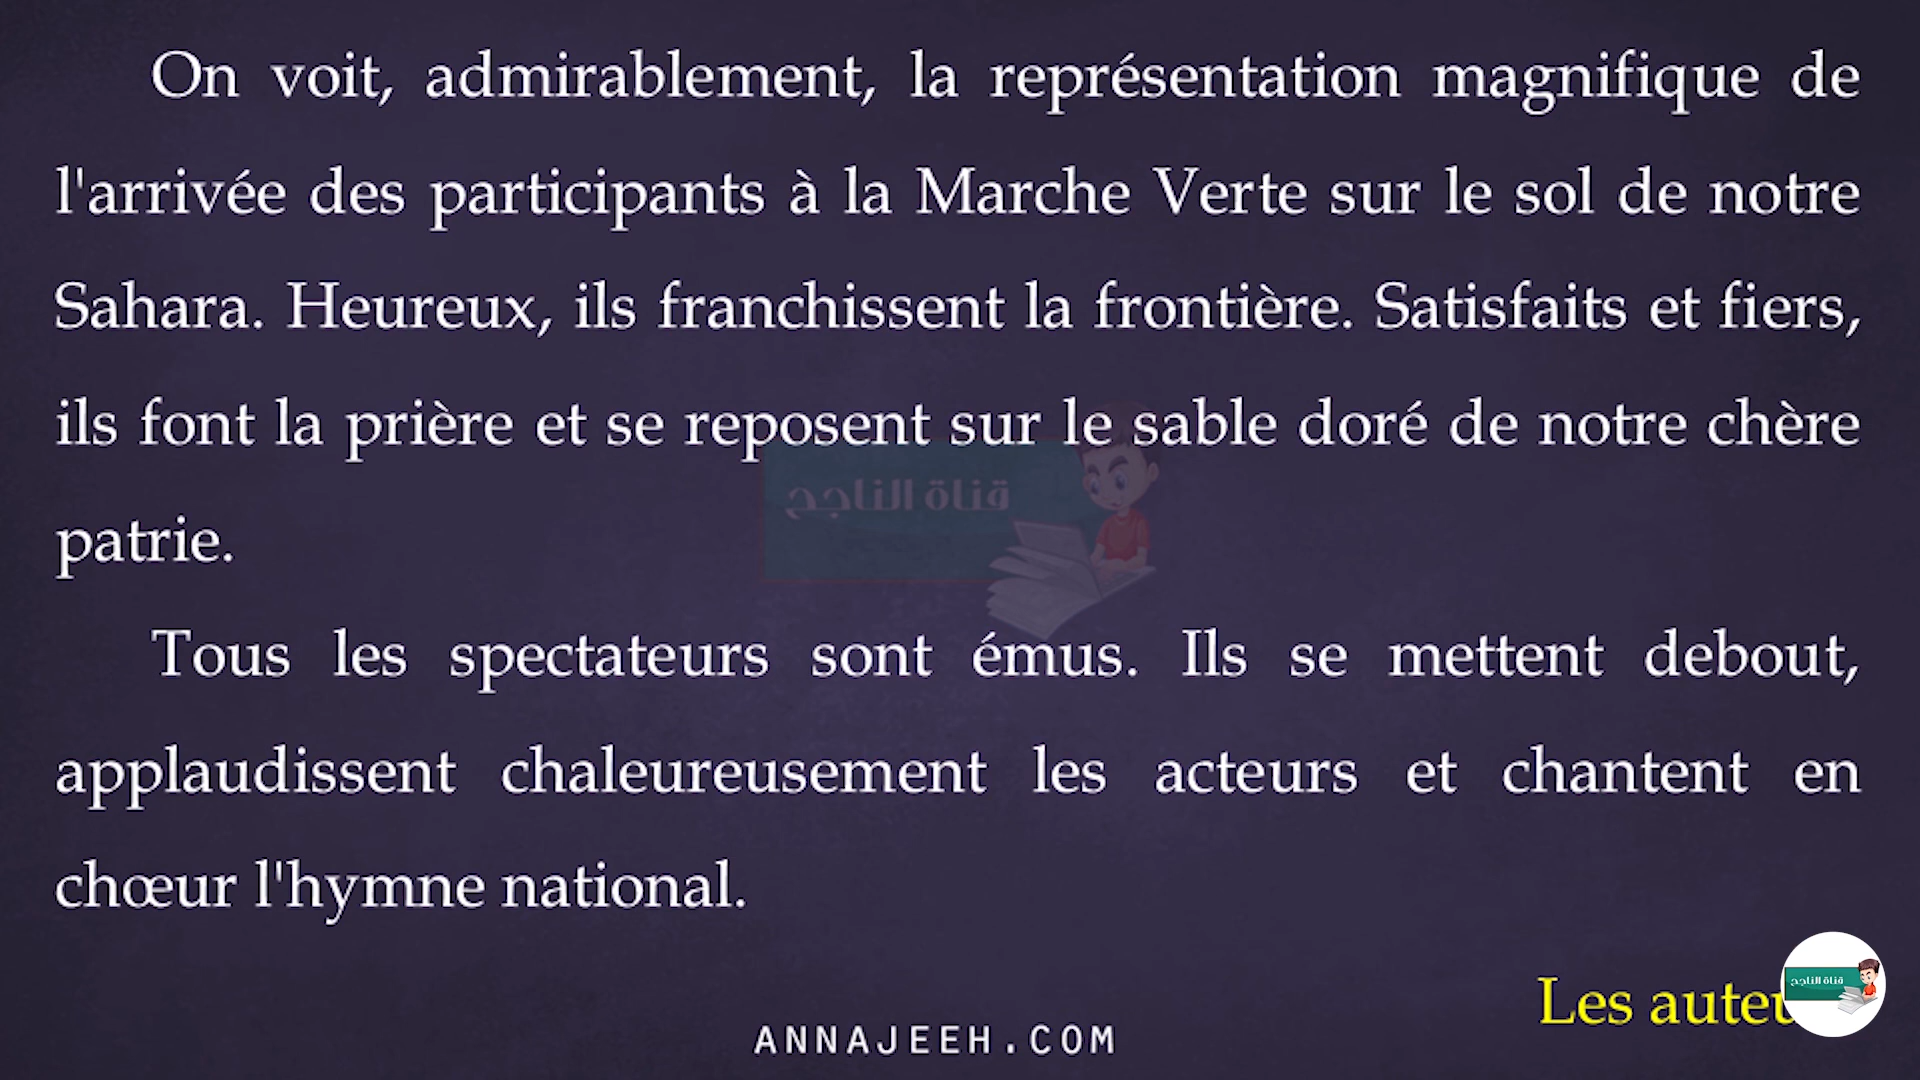 On voit, admirablement, la représentation magnifique de
l'arrivée des participants à la Marche Verte sur le sol de notre
Sahara. Heureux, ils franchissent la frontière. Satisfaits et fiers,
ils font la prière et se reposent sur le sable doré de notre chère
patrie.
قناة الناجح
Tous les spectateurs sont émus. Ils se mettent debout,
applaudissent chaleureusement les acteurs et chantent en
chœur l'hymne national.
Les
قناة الناجح
ANNAJEEH.COM